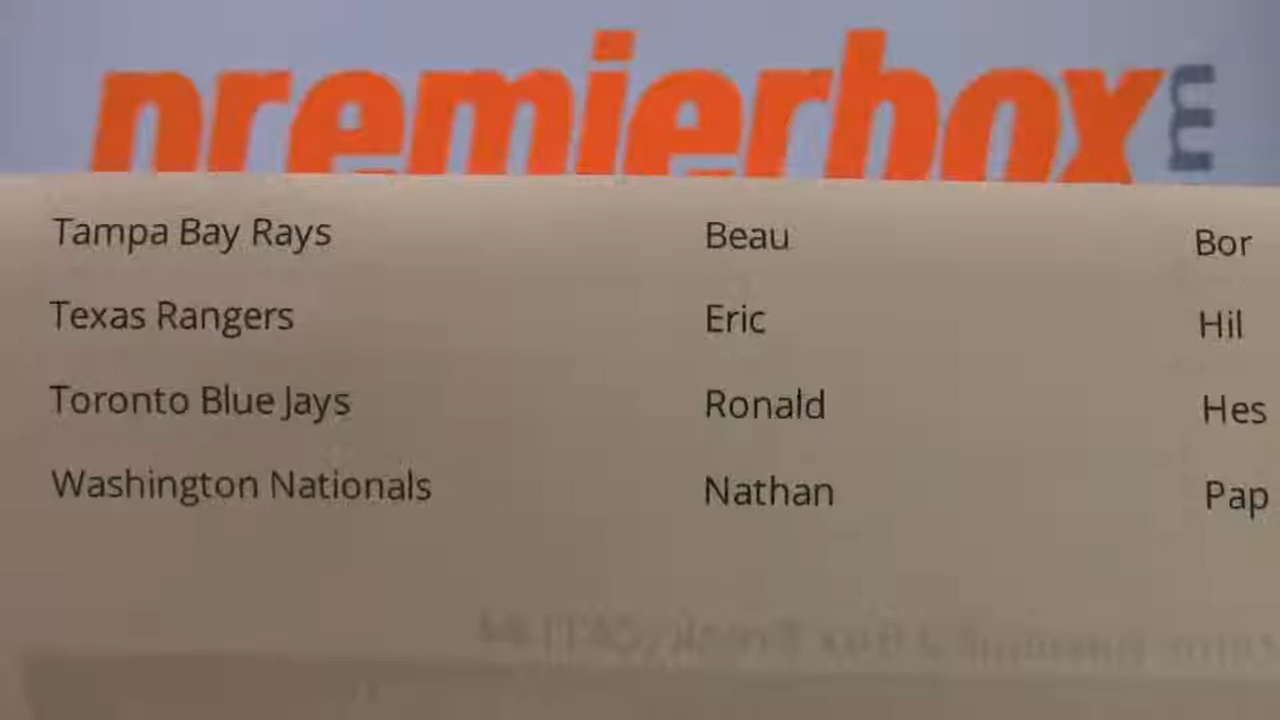 premierbox
Tampa Bay Rays Beau Bor
Texas Rangers Eric Hil
Toronto Blue Jays Ronald Hes
Washington Nationals Nathan Pap